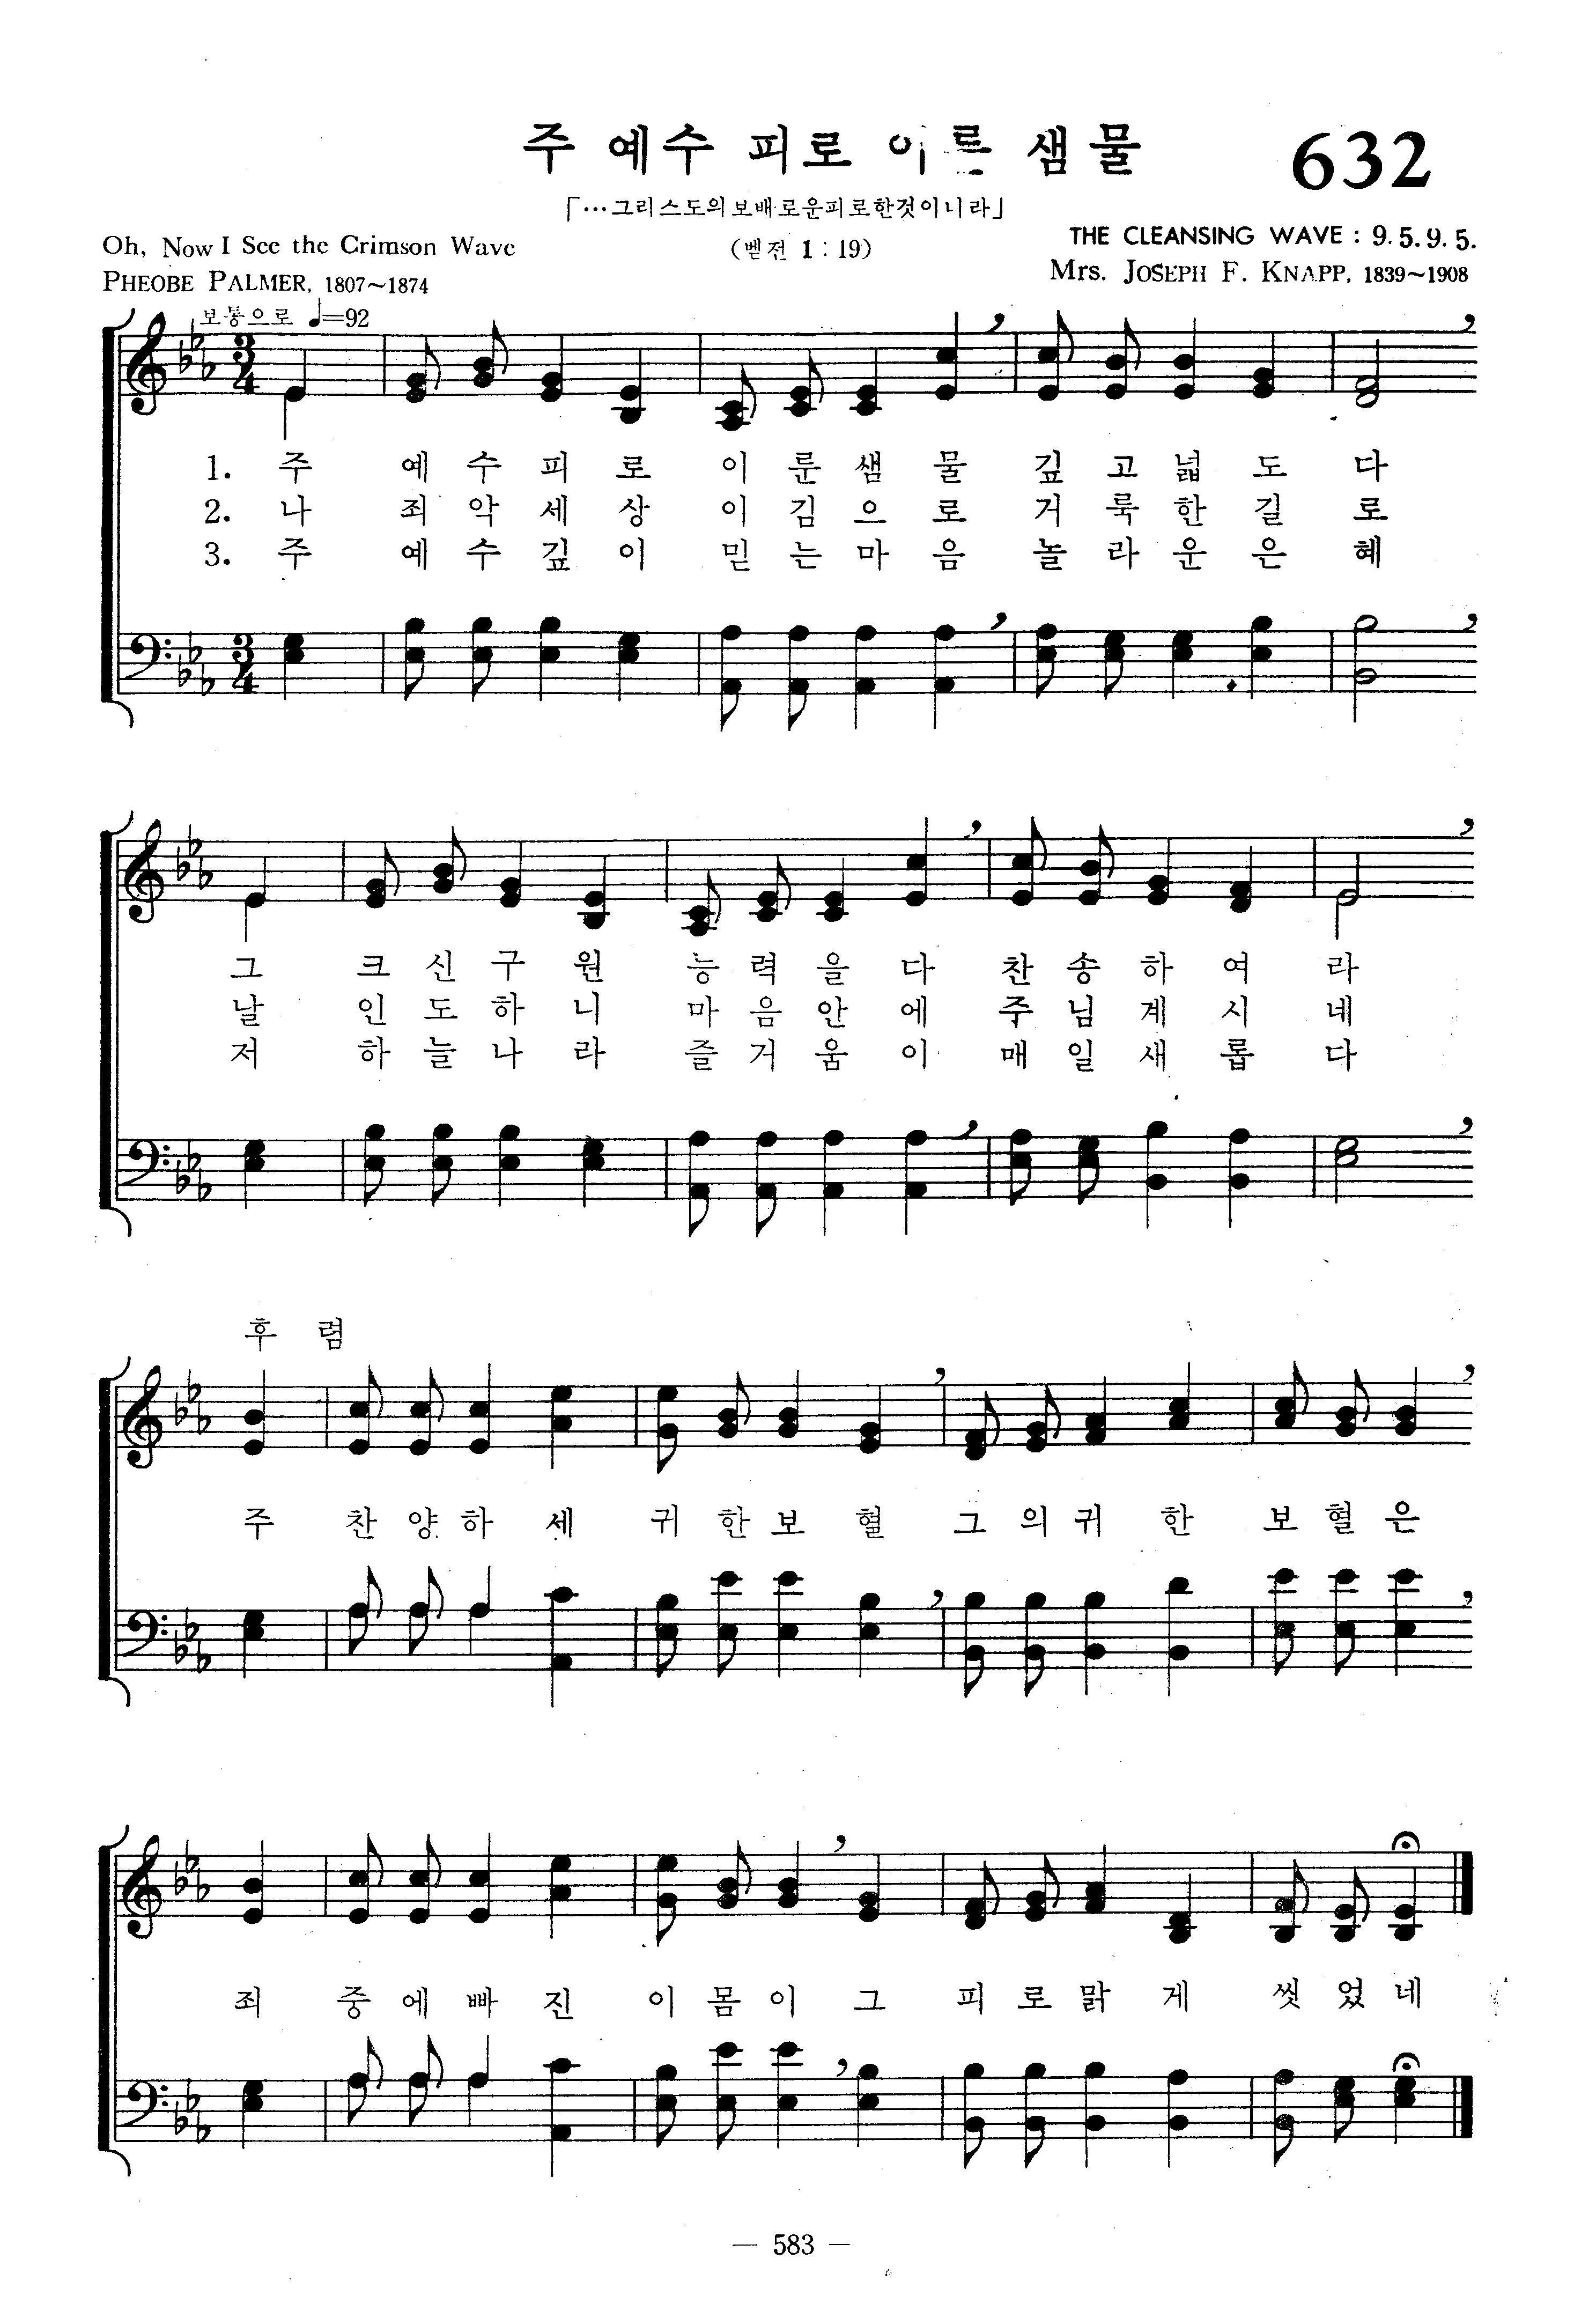 주 예수 피로 이룬 샘물
632
「…그리스도의보배로운피로한것이니라」
Oh, Now I See the Crimson Wave
(벧전 1 : 19)
THE CLEANSING WAVE : 9. 5. 9. 5.
PHEOBE PALMER, 1807~1874
Mrs. JOSEPH F. KNAPP, 1839~1908
보통으로 ♩=92
1. 주 예 수 피 로 이 룬 샘 물 깊 고 넓 도 다
2. 나 죄 악 세 상 이 김 으 로 거 룩 한 길 로
3. 주 예 수 깊 이 믿 는 마 음 놀 라 운 은 혜
그 크 신 구 원 능 력 을 다 찬 송 하 여 라
날 인 도 하 니 마 음 안 에 주 님 계 시 네
저 하 늘 나 라 즐 거 움 이 매 일 새 롭 다
후 렴
주 찬 양 하 세 귀 한 보 혈 그 의 귀 한 보 혈 은
죄 중 에 빠 진 이 몸 이 그 피 로 맑 게 씻 었 네
— 583 —